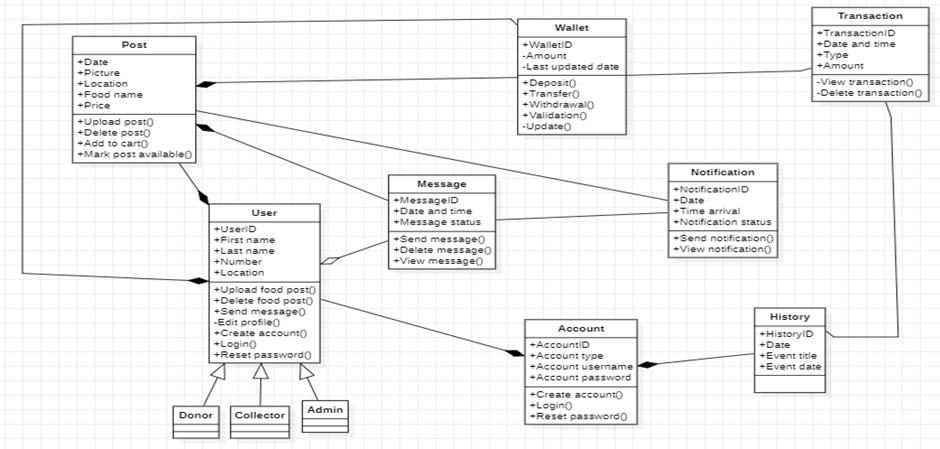 Post
+Date
+Picture
+Location
+Food name
+Price
+Upload post()
+Delete post()
+Add to cart()
+Mark post available()
Wallet
+WalletID
-Amount
-Last updated date
+Deposit()
+Transfer()
+Withdrawal()
+Validation()
-Update()
Transaction
+TransactionID
+Date and time
+Type
+Amount
-View transaction()
-Delete transaction()
Message
+MessageID
+Date and time
+Message status
+Send message()
+Delete message()
+View message()
Notification
+NotificationID
+Date
+Time arrival
+Notification status
+Send notification()
+View notification()
User
+UserID
+First name
+Last name
+Number
+Location
+Upload food post()
+Delete food post()
+Send message()
-Edit profile()
+Create account()
+Login()
+Reset password()
Account
+AccountID
+Account type
+Account username
+Account password
+Create account()
+Login()
+Reset password()
History
+HistoryID
+Date
+Event title
+Event date
Donor
Collector
Admin